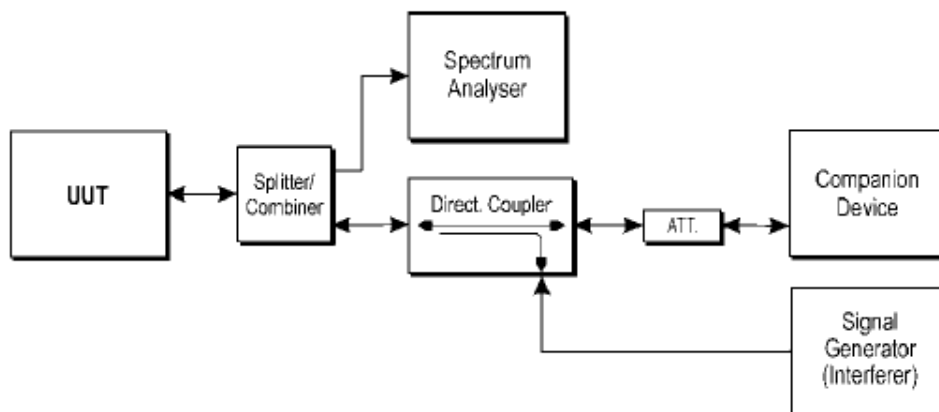 Spectrum
Analyser
UUT
Splitter/
Combiner
Direct. Coupler
ATT.
Companion
Device
Signal
Generator
(Interferer)